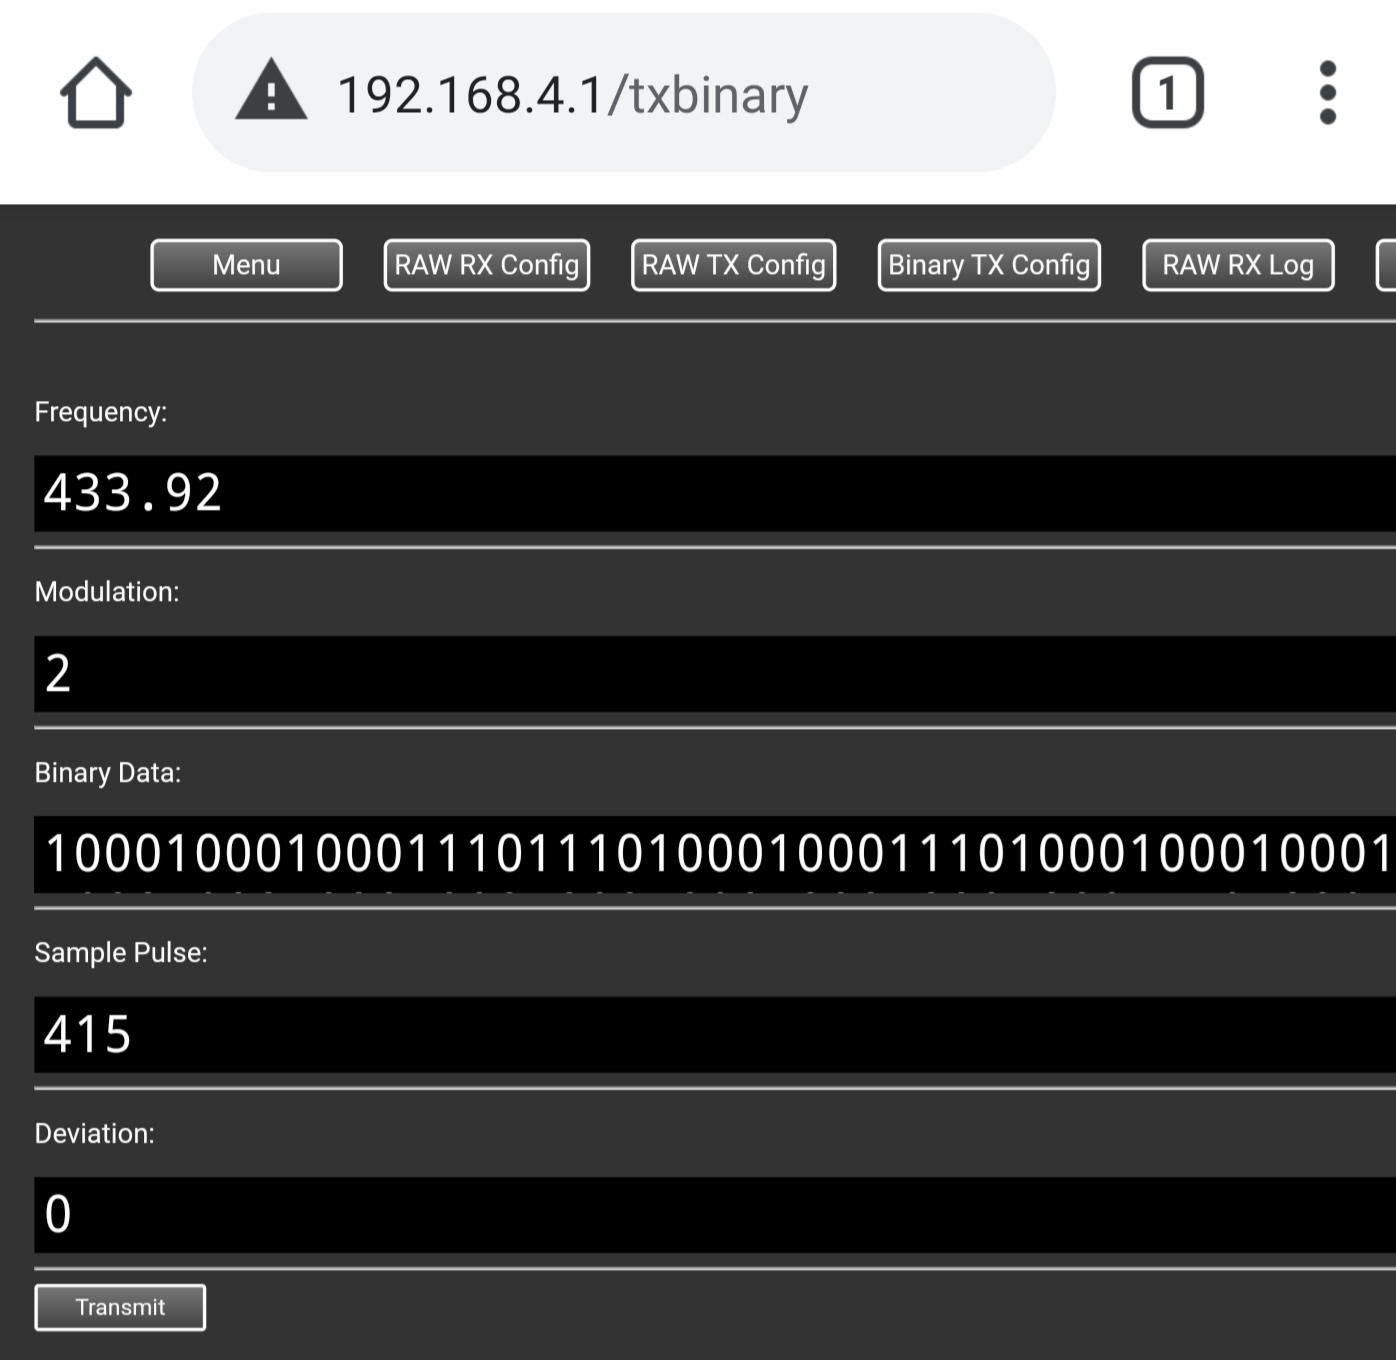 1
192.168.4.1/txbinary
Menu
RAW RX Config
RAW TX Config
Binary TX Config
RAW RX Log
Frequency:
433.92
Modulation:
2
Binary Data:
100010001000111011101000100011101000100010001
Sample Pulse:
415
Deviation:
0
Transmit